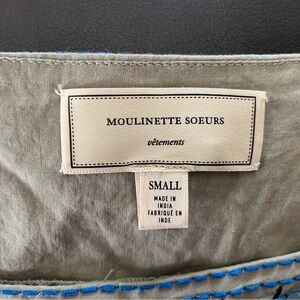 MOULINETTE SOEURS
vêtements
SMALL
MADE IN
INDIA
FABRIQUÉ EN
INDE